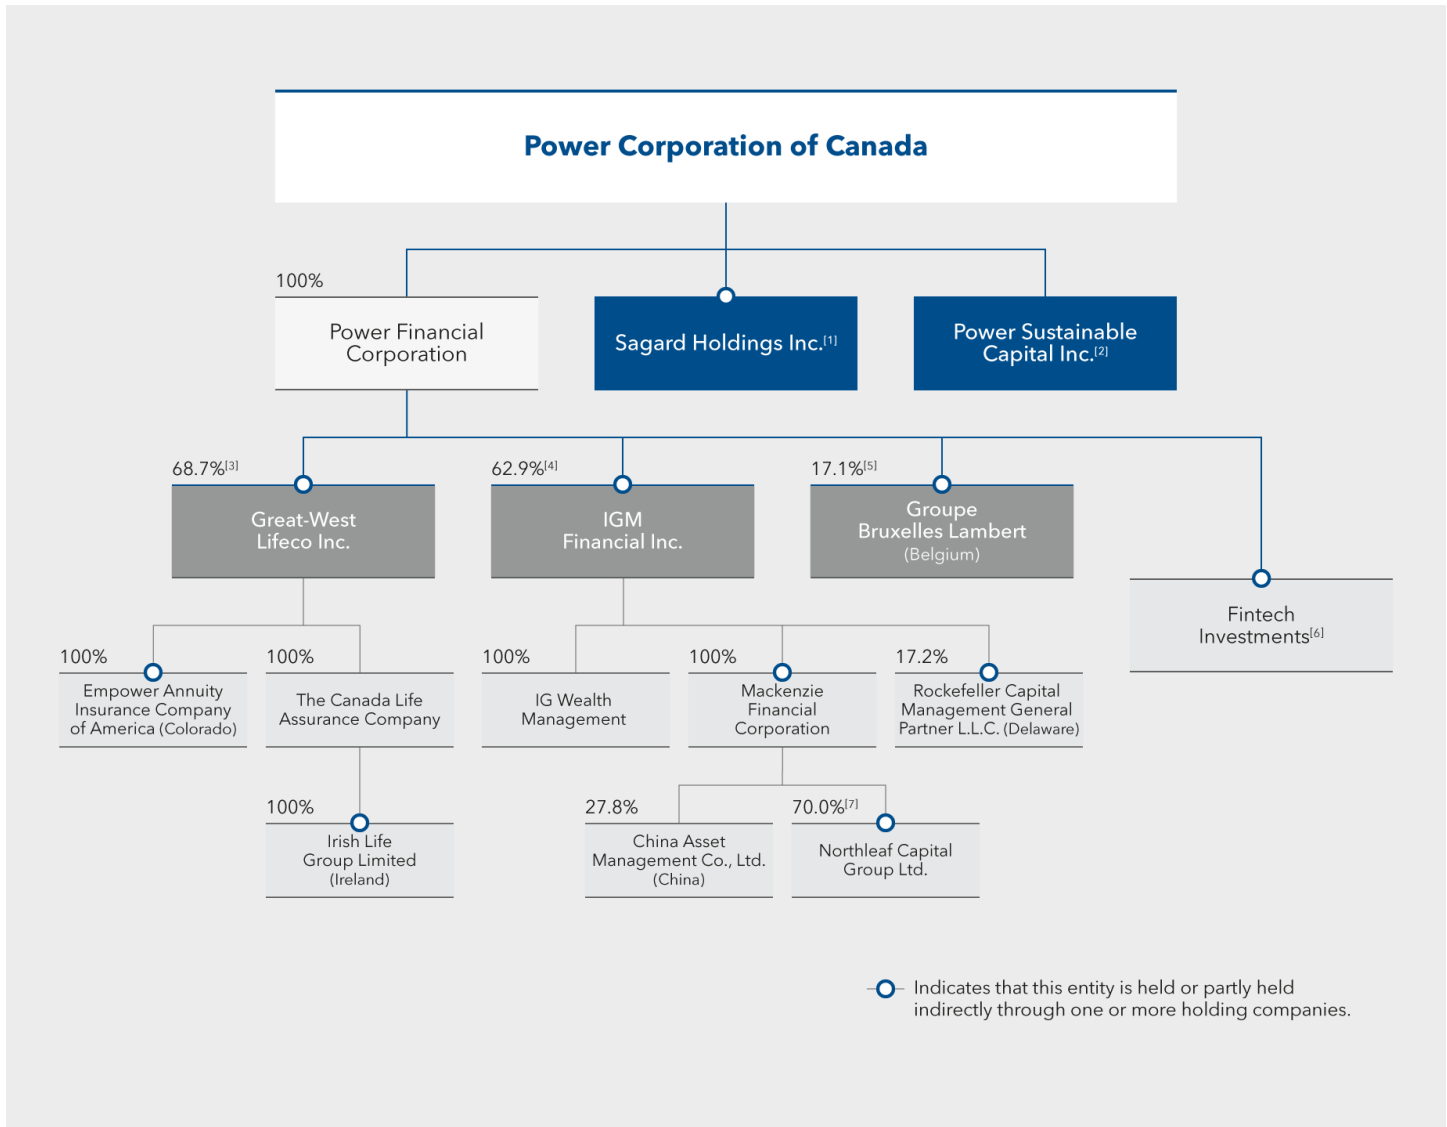 Power Corporation of Canada
100%
Power Financial
Corporation
Sagard Holdings Inc.[1]
Power Sustainable
Capital Inc.[2]
68.7%[3]
Great-West
Lifeco Inc.
62.9%[4]
IGM
Financial Inc.
17.1%[5]
Groupe
Bruxelles Lambert
(Belgium)
Fintech
Investments[6]
100%
Empower Annuity
Insurance Company
of America (Colorado)
100%
The Canada Life
Assurance Company
100%
IG Wealth
Management
100%
Mackenzie
Financial
Corporation
17.2%
Rockefeller Capital
Management General
Partner L.L.C. (Delaware)
100%
Irish Life
Group Limited
(Ireland)
27.8%
China Asset
Management Co., Ltd.
(China)
70.0%[7]
Northleaf Capital
Group Ltd.
Indicates that this entity is held or partly held
indirectly through one or more holding companies.